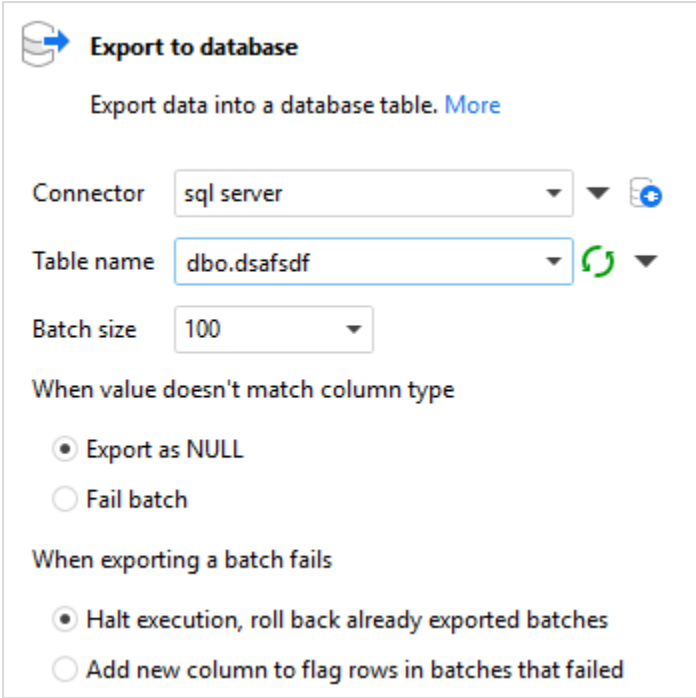 Export to database
Export data into a database table. More
Connector sql server
Table name dbo.dsafsdf
Batch size 100
When value doesn't match column type
Export as NULL
Fail batch
When exporting a batch fails
Halt execution, roll back already exported batches
Add new column to flag rows in batches that failed